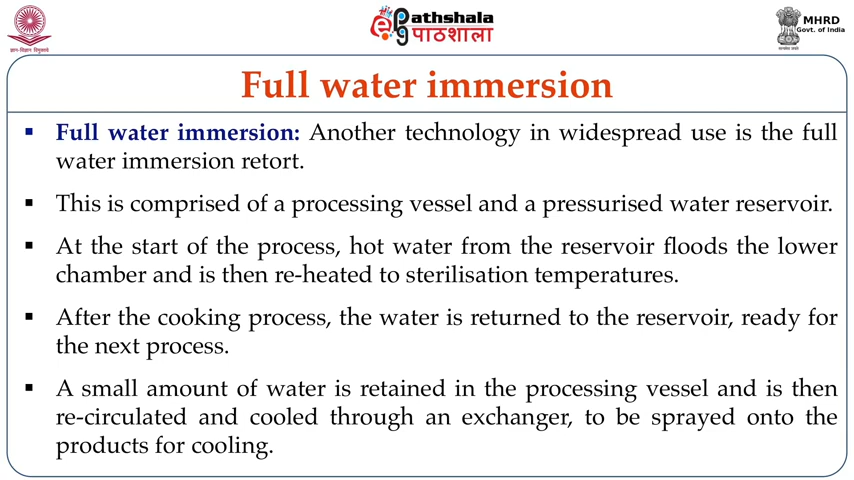 ज्ञान-विज्ञान विमुक्तये
ePathshala
पाठशाला
MHRD
Govt. of India
सत्यमेव जयते
Full water immersion
▪ Full water immersion: Another technology in widespread use is the full
water immersion retort.
▪ This is comprised of a processing vessel and a pressurised water reservoir.
▪ At the start of the process, hot water from the reservoir floods the lower
chamber and is then re-heated to sterilisation temperatures.
▪ After the cooking process, the water is returned to the reservoir, ready for
the next process.
▪ A small amount of water is retained in the processing vessel and is then
re-circulated and cooled through an exchanger, to be sprayed onto the
products for cooling.